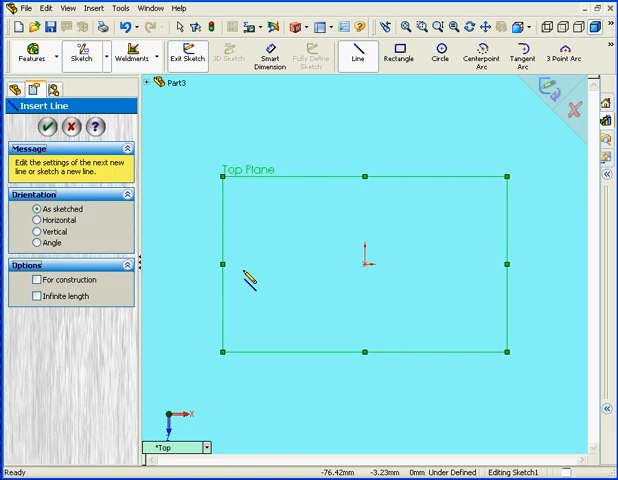 File Edit View Insert Tools Window Help
Features Sketch Weldments Exit Sketch 3D Sketch Smart Dimension Fully Define Sketch Line Rectangle Circle Centerpoint Arc Tangent Arc 3 Point Arc
Part3
Insert Line
Message
Edit the settings of the next new
line or sketch a new line.
Orientation
As sketched
Horizontal
Vertical
Angle
Options
For construction
Infinite length
Top Plane
X
Z
*Top
Ready -76.42mm -3.23mm 0mm Under Defined Editing Sketch1